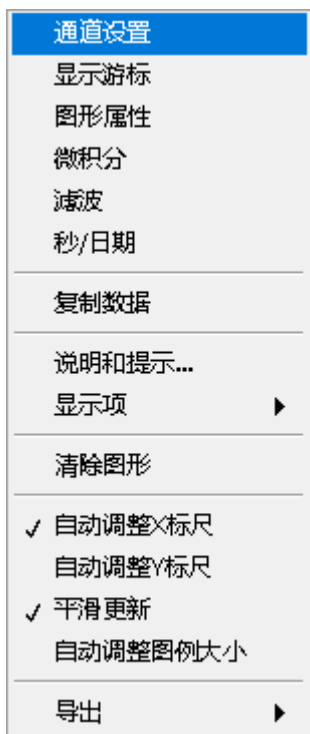 通道设置
显示游标
图形属性
微积分
滤波
秒/日期
复制数据
说明和提示...
显示项
清除图形
自动调整X标尺
自动调整Y标尺
平滑更新
自动调整图例大小
导出